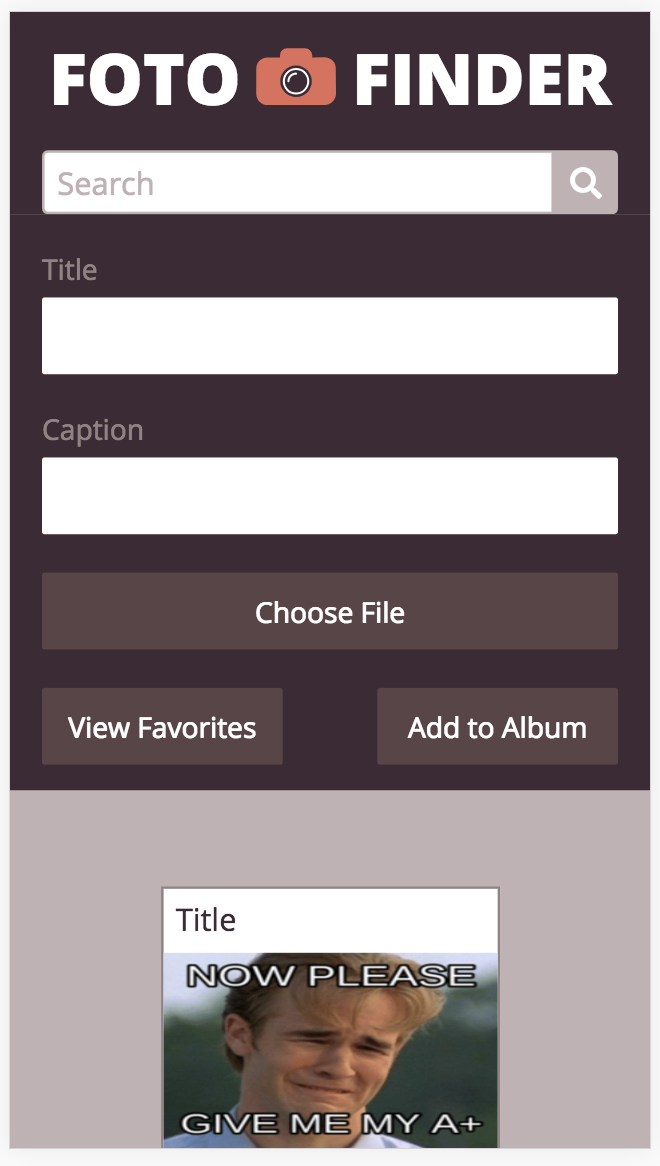 FOTO FINDER
Search
Title
Caption
Choose File
View Favorites
Add to Album
Title
NOW PLEASE
GIVE ME MY A+